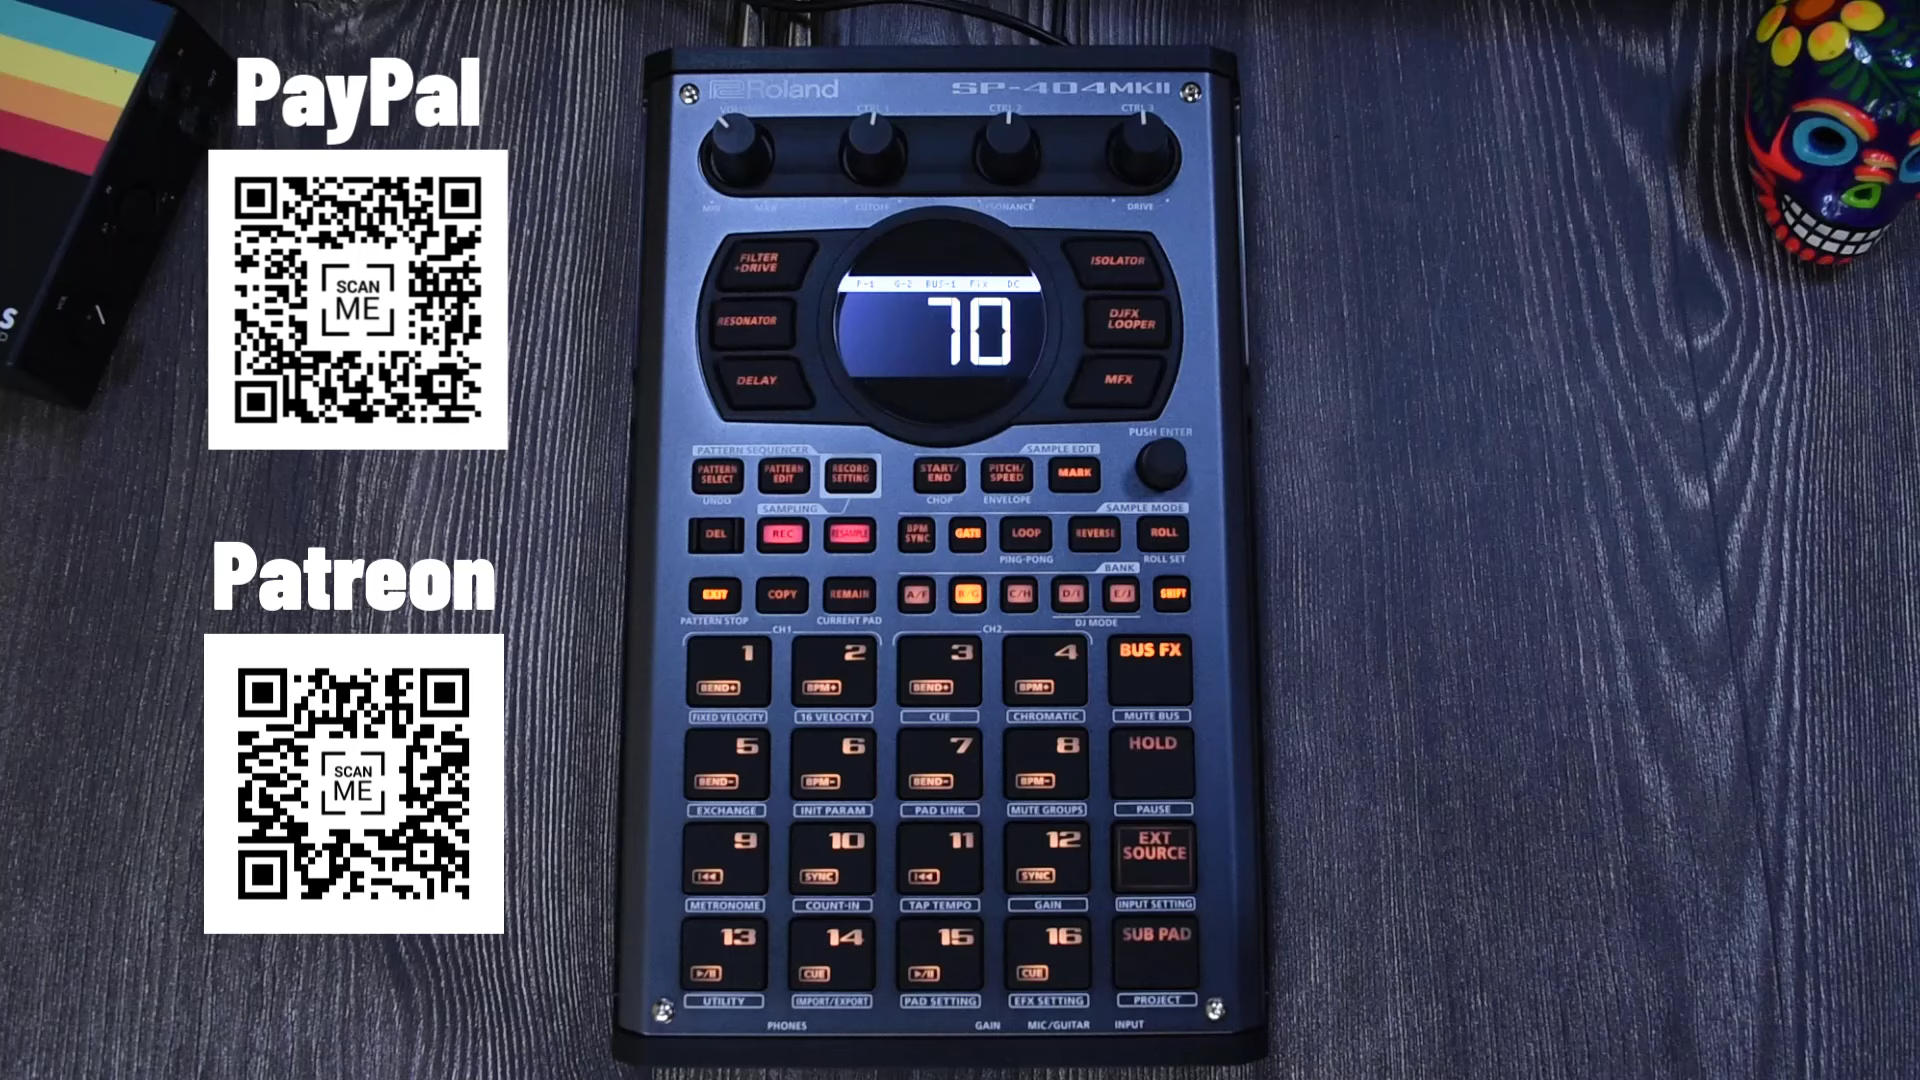 PayPal
SCAN
ME
Patreon
SCAN
ME
Roland
SP-404MKII
CTRL 1
CTRL 2
CTRL 3
CUTOFF
DRIVE
FILTER
+DRIVE
RESONATOR
DELAY
ISOLATOR
DJFX
LOOPER
MFX
BUS-1
Fix
DC
70
PUSH ENTER
PATTERN SEQUENCER
SAMPLE EDIT
PATTERN
SELECT
PATTERN
EDIT
RECORD
SETTING
START/
END
PITCH/
SPEED
MARK
UNDO
CHOP
ENVELOPE
SAMPLING
SAMPLE MODE
DEL
REC
RESAMPLE
BPM
SYNC
GATE
LOOP
REVERSE
ROLL
PING-PONG
ROLL SET
BANK
EXIT
COPY
REMAIN
A/F
B/G
C/H
D/I
E/J
SHIFT
PATTERN STOP
CURRENT PAD
DJ MODE
CH1
CH2
1
BEND+
2
BPM+
3
BEND+
4
BPM+
BUS FX
FIXED VELOCITY
16 VELOCITY
CUE
CHROMATIC
MUTE BUS
5
BEND-
6
BPM-
7
BEND-
8
BPM-
HOLD
EXCHANGE
INIT PARAM
PAD LINK
MUTE GROUPS
PAUSE
9
10
SYNC
11
12
SYNC
EXT
SOURCE
METRONOME
COUNT-IN
TAP TEMPO
GAIN
INPUT SETTING
13
14
CUE
15
16
CUE
SUB PAD
UTILITY
IMPORT/EXPORT
PAD SETTING
EFX SETTING
PROJECT
PHONES
GAIN
MIC/GUITAR
INPUT